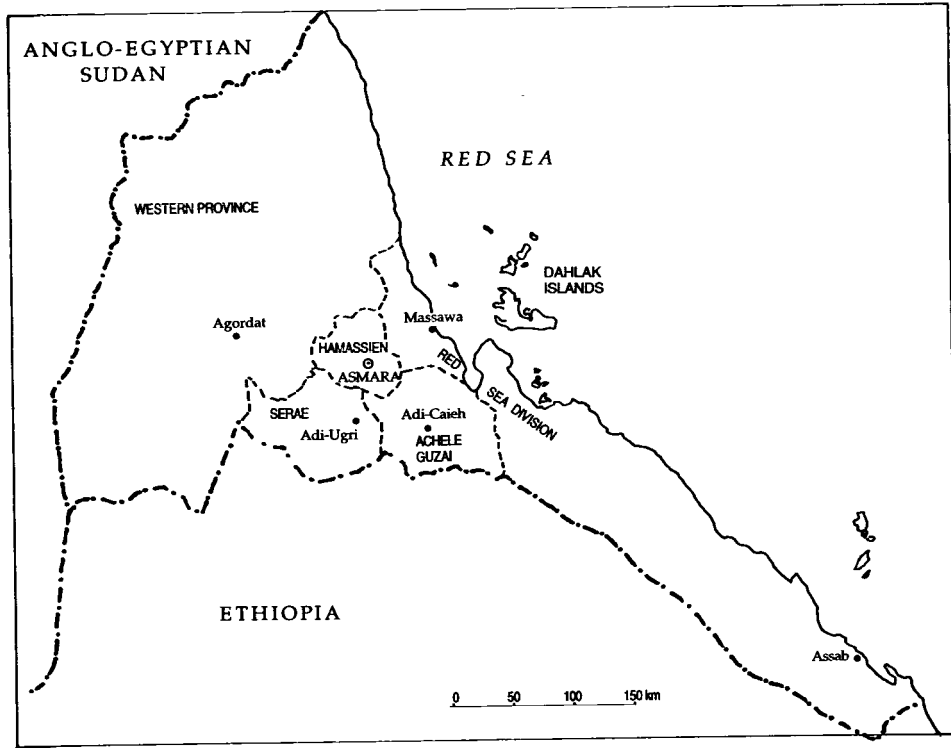 ANGLO-EGYPTIAN
SUDAN
RED SEA
WESTERN PROVINCE
DAHLAK
ISLANDS
Agordat
Massawa
HAMASSIEN
ASMARA
RED
SEA DIVISION
SERAE
Adi-Ugri
Adi-Caieh
ACHELE
GUZAI
ETHIOPIA
Assab
0 50 100 150 km